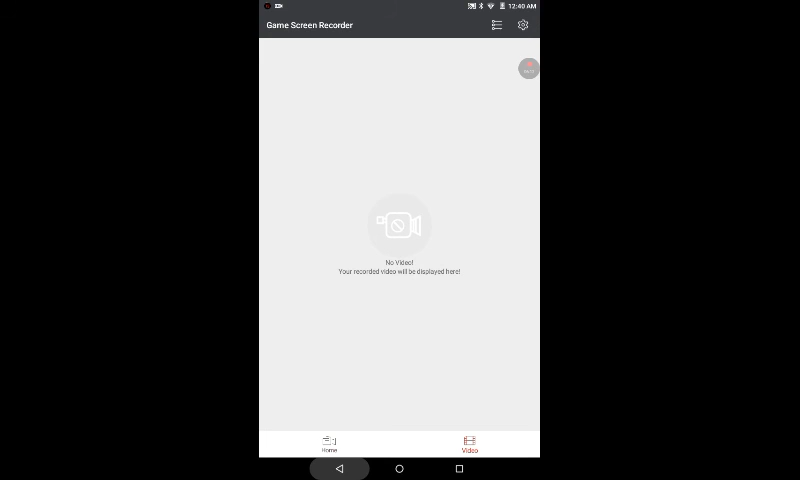 12:40 AM
Game Screen Recorder
No Video!
Your recorded video will be displayed here!
Home
Video